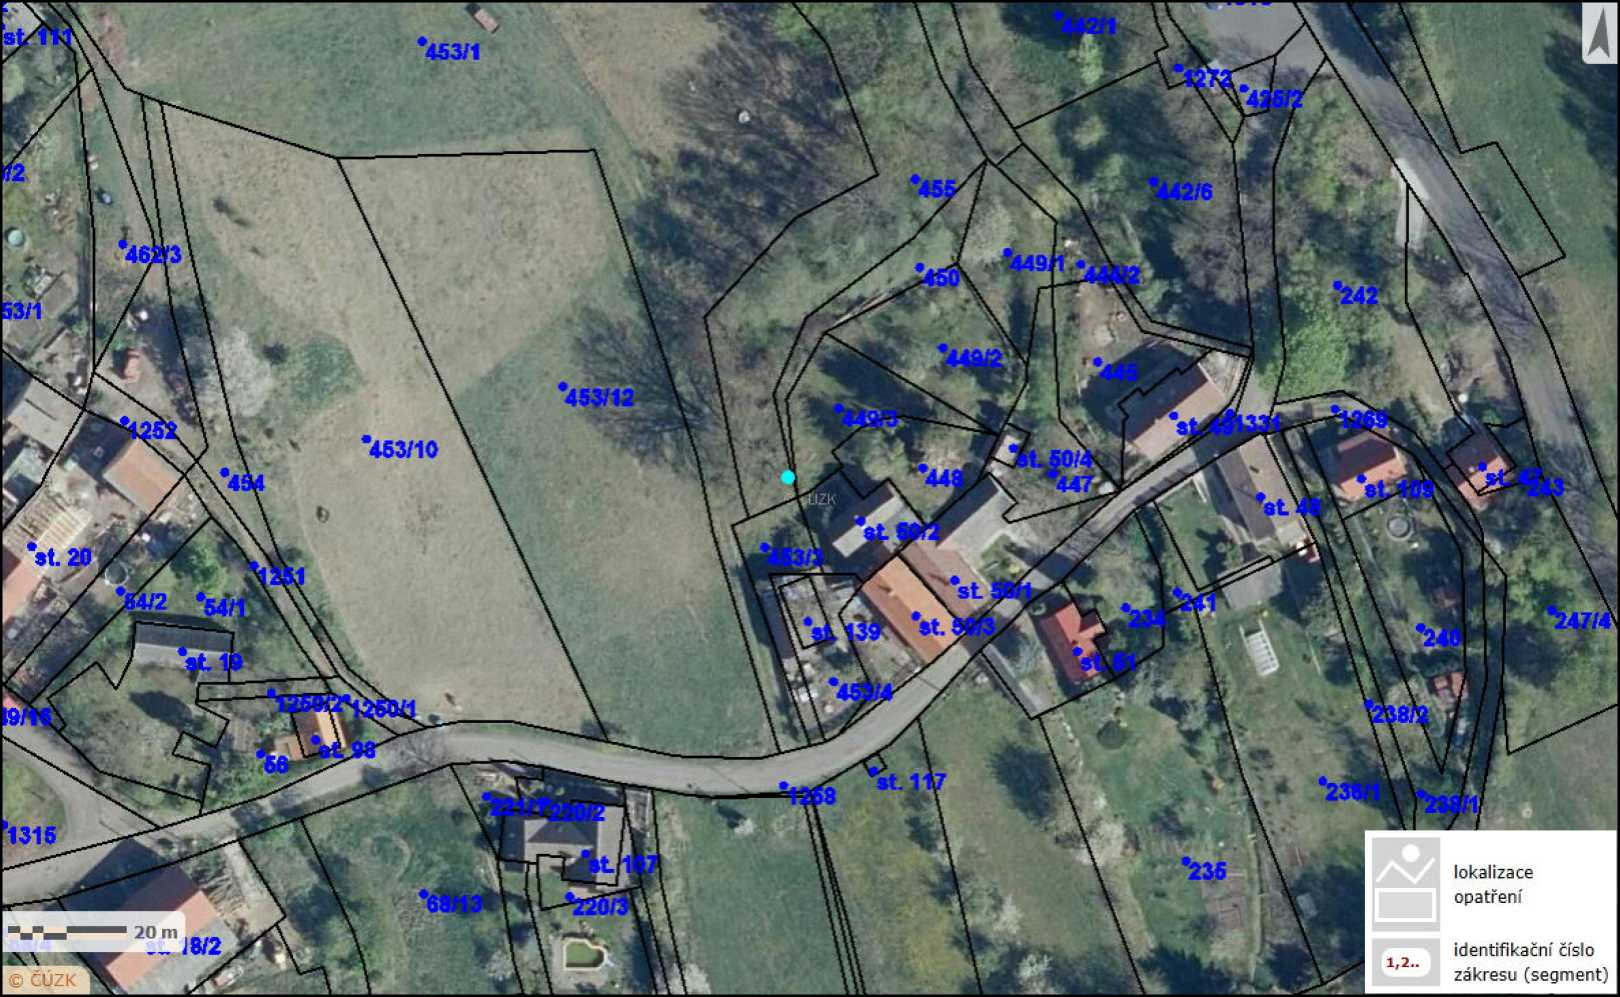 st. 111
453/1
442/1
1272
425/2
/2
455
442/6
462/3
450
449/1
444/2
242
53/1
449/2
445
453/12
449/3
1331
1269
1252
453/10
st. 50/4
448
447
454
st. 109
243
ÚZK
st. 48
st. 50/2
st. 20
453/3
1251
st. 50/1
54/2
54/1
234
241
247/4
st. 139
st. 50/3
240
st. 19
st. 51
453/4
1250/2
1250/1
238/2
st. 98
56
1268
st. 117
236/1
238/1
221/1
220/2
1315
st. 107
235
68/13
220/3
20 m
st. 18/2
© ČÚZK
lokalizace
opatření
1,2..
identifikační číslo
zákresu (segment)